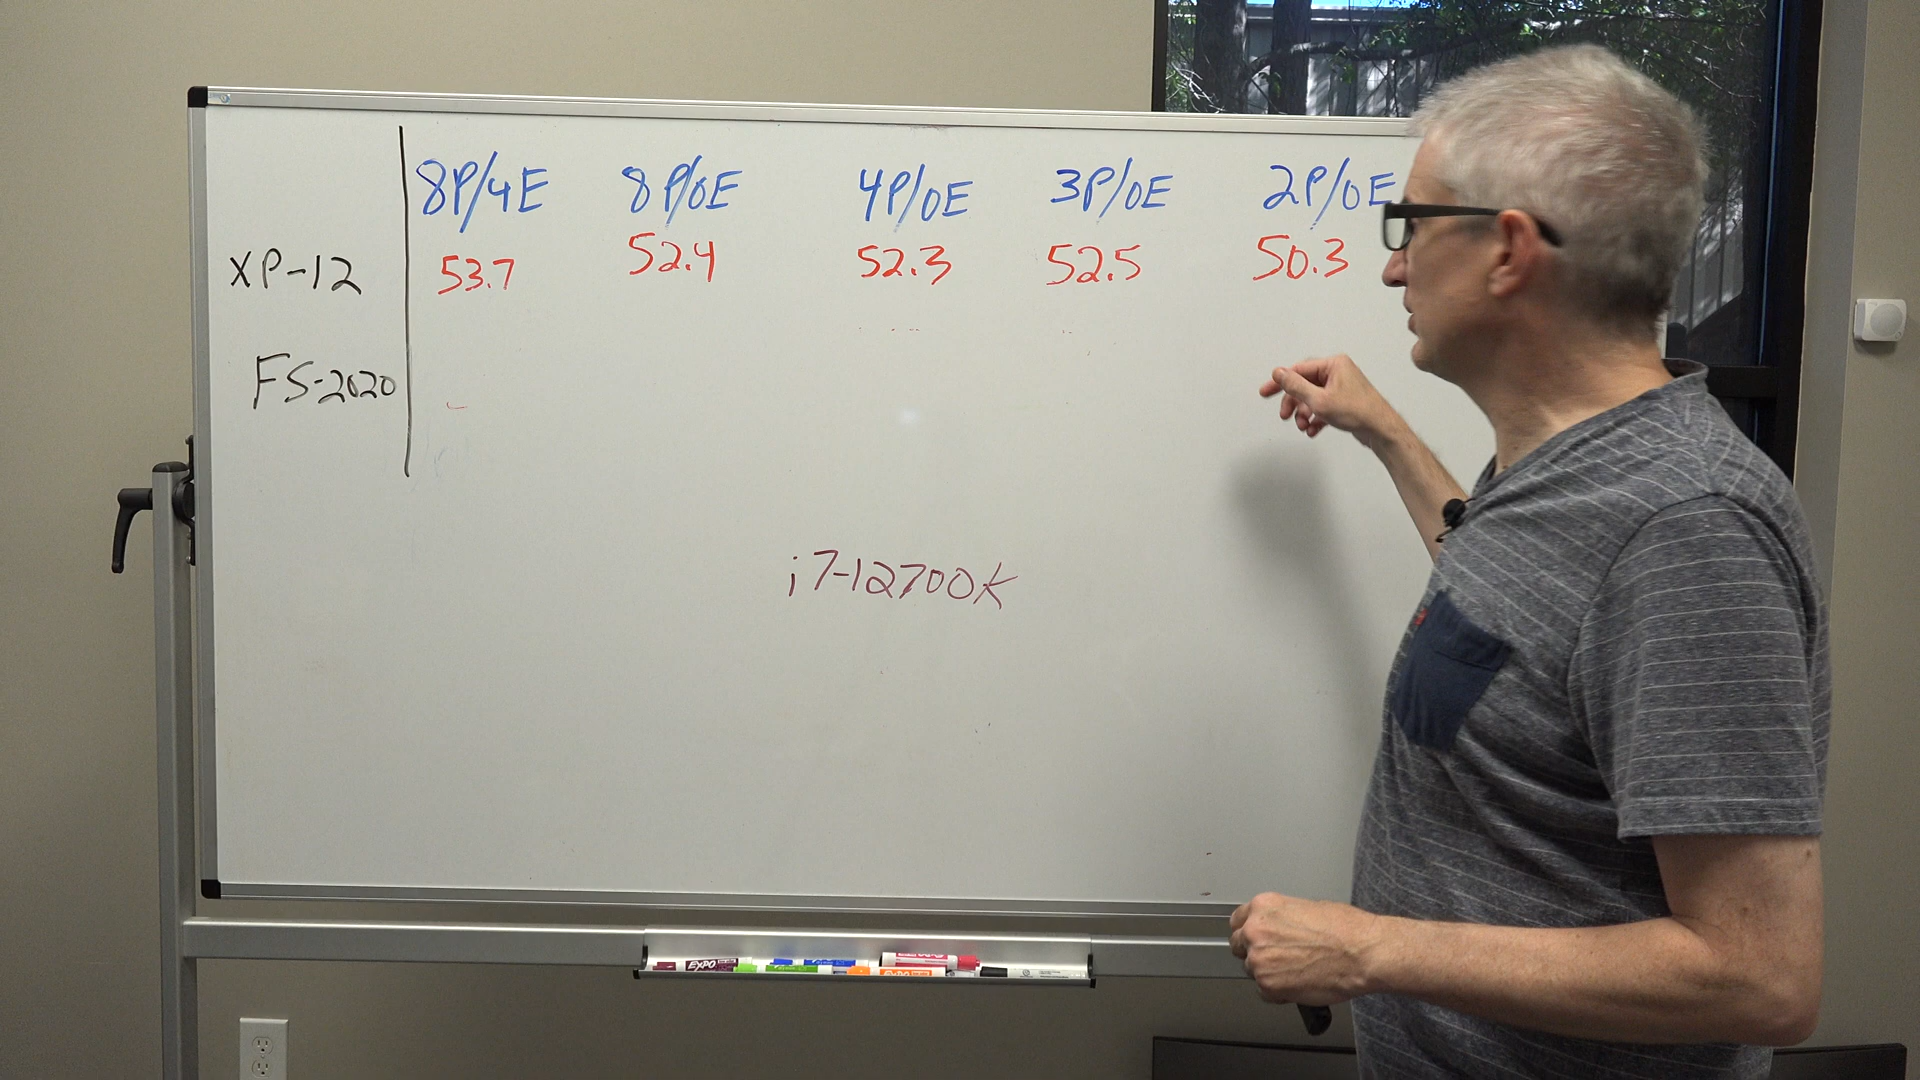 8P/4E 8P/0E 4P/0E 3P/0E 2P/0E
XP-12 53.7 52.4 52.3 52.5 50.3
FS-2020
i7-12700K
EXPO